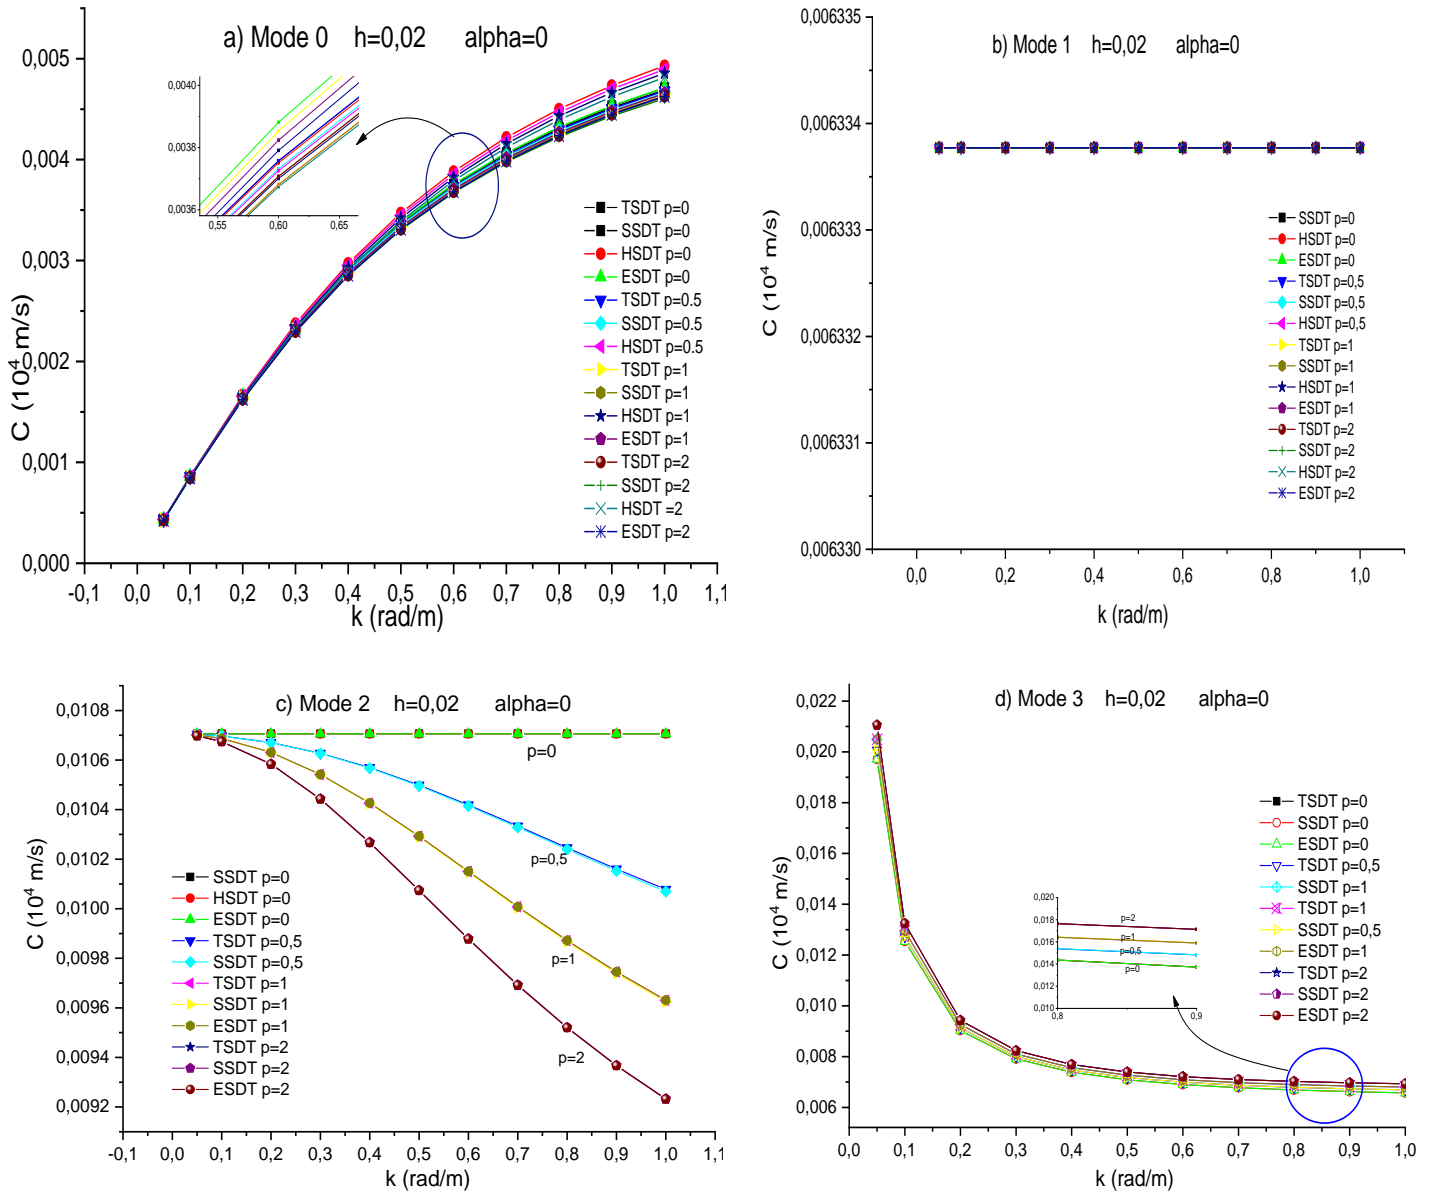 a) Mode 0 h=0,02 alpha=0
0,005
0,004
0,003
0,002
0,001
0,000
C (10⁴ m/s)
0,0040
0,0038
0,0036
0,55 0,60 0,65
TSDT p=0
SSDT p=0
HSDT p=0
ESDT p=0
TSDT p=0.5
SSDT p=0.5
HSDT p=0.5
TSDT p=1
SSDT p=1
HSDT p=1
ESDT p=1
TSDT p=2
SSDT p=2
HSDT =2
ESDT p=2
-0,1 0,0 0,1 0,2 0,3 0,4 0,5 0,6 0,7 0,8 0,9 1,0 1,1
k (rad/m)
b) Mode 1 h=0,02 alpha=0
0,006335
0,006334
0,006333
0,006332
0,006331
0,006330
C (10⁴ m/s)
SSDT p=0
HSDT p=0
ESDT p=0
TSDT p=0,5
SSDT p=0,5
HSDT p=0,5
TSDT p=1
SSDT p=1
HSDT p=1
ESDT p=1
TSDT p=2
SSDT p=2
HSDT p=2
ESDT p=2
0,0 0,2 0,4 0,6 0,8 1,0
k (rad/m)
c) Mode 2 h=0,02 alpha=0
0,0108
0,0106
0,0104
0,0102
0,0100
0,0098
0,0096
0,0094
0,0092
C (10⁴ m/s)
p=0
p=0,5
p=1
p=2
SSDT p=0
HSDT p=0
ESDT p=0
TSDT p=0,5
SSDT p=0,5
TSDT p=1
SSDT p=1
ESDT p=1
TSDT p=2
SSDT p=2
ESDT p=2
-0,1 0,0 0,1 0,2 0,3 0,4 0,5 0,6 0,7 0,8 0,9 1,0 1,1
k (rad/m)
d) Mode 3 h=0,02 alpha=0
0,022
0,020
0,018
0,016
0,014
0,012
0,010
0,008
0,006
C (10⁴ m/s)
TSDT p=0
SSDT p=0
ESDT p=0
TSDT p=0,5
SSDT p=1
TSDT p=1
SSDT p=0,5
ESDT p=1
TSDT p=2
SSDT p=2
ESDT p=2
0,020
0,018
0,016
0,014
0,012
0,010
p=2
p=1
p=0,5
p=0
0,8 0,9
0,0 0,1 0,2 0,3 0,4 0,5 0,6 0,7 0,8 0,9 1,0
k (rad/m)